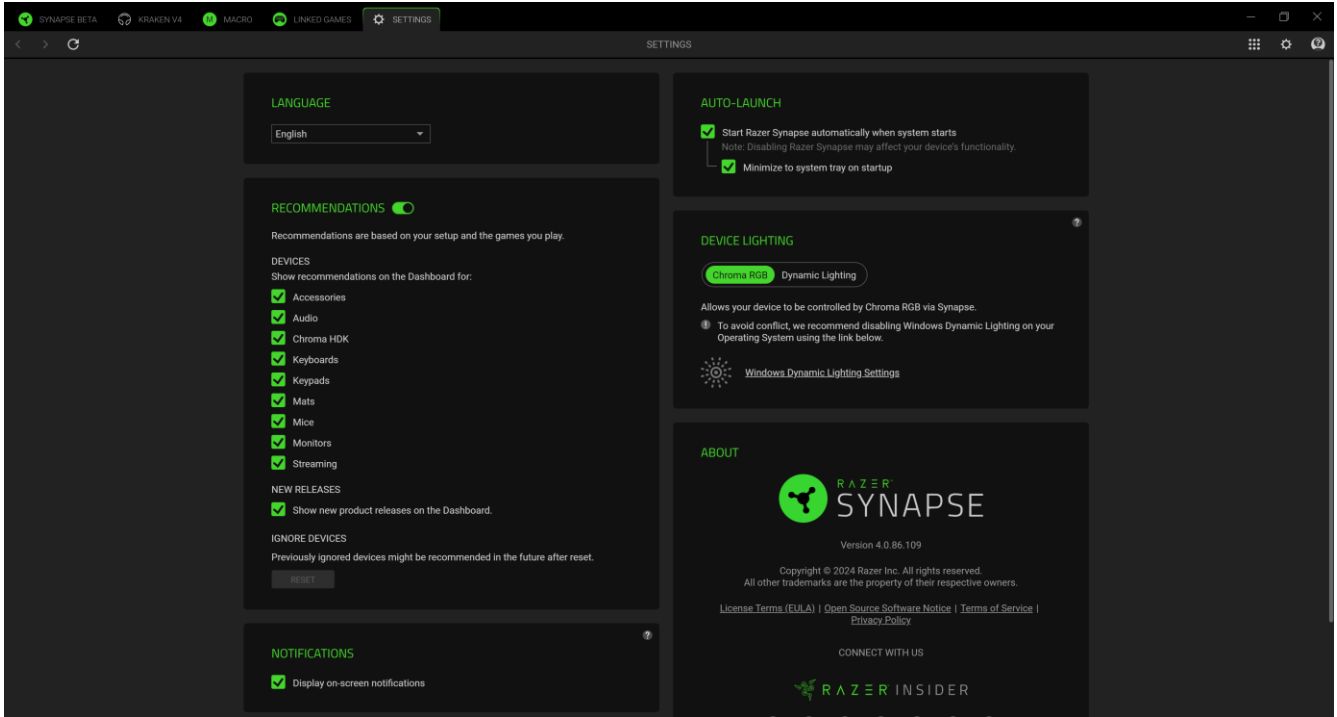 SYNAPSE BETA
KRAKEN V4
MACRO
LINKED GAMES
SETTINGS
SETTINGS
LANGUAGE
English
RECOMMENDATIONS
Recommendations are based on your setup and the games you play.
DEVICES
Show recommendations on the Dashboard for:
Accessories
Audio
Chroma HDK
Keyboards
Keypads
Mats
Mice
Monitors
Streaming
NEW RELEASES
Show new product releases on the Dashboard.
IGNORE DEVICES
Previously ignored devices might be recommended in the future after reset.
RESET
NOTIFICATIONS
Display on-screen notifications
AUTO-LAUNCH
Start Razer Synapse automatically when system starts
Note: Disabling Razer Synapse may affect your device's functionality.
Minimize to system tray on startup
DEVICE LIGHTING
Chroma RGB
Dynamic Lighting
Allows your device to be controlled by Chroma RGB via Synapse.
To avoid conflict, we recommend disabling Windows Dynamic Lighting on your
Operating System using the link below.
Windows Dynamic Lighting Settings
ABOUT
RAZER
SYNAPSE
Version 4.0.86.109
Copyright © 2024 Razer Inc. All rights reserved.
All other trademarks are the property of their respective owners.
License Terms (EULA) | Open Source Software Notice | Terms of Service |
Privacy Policy
CONNECT WITH US
RAZER INSIDER